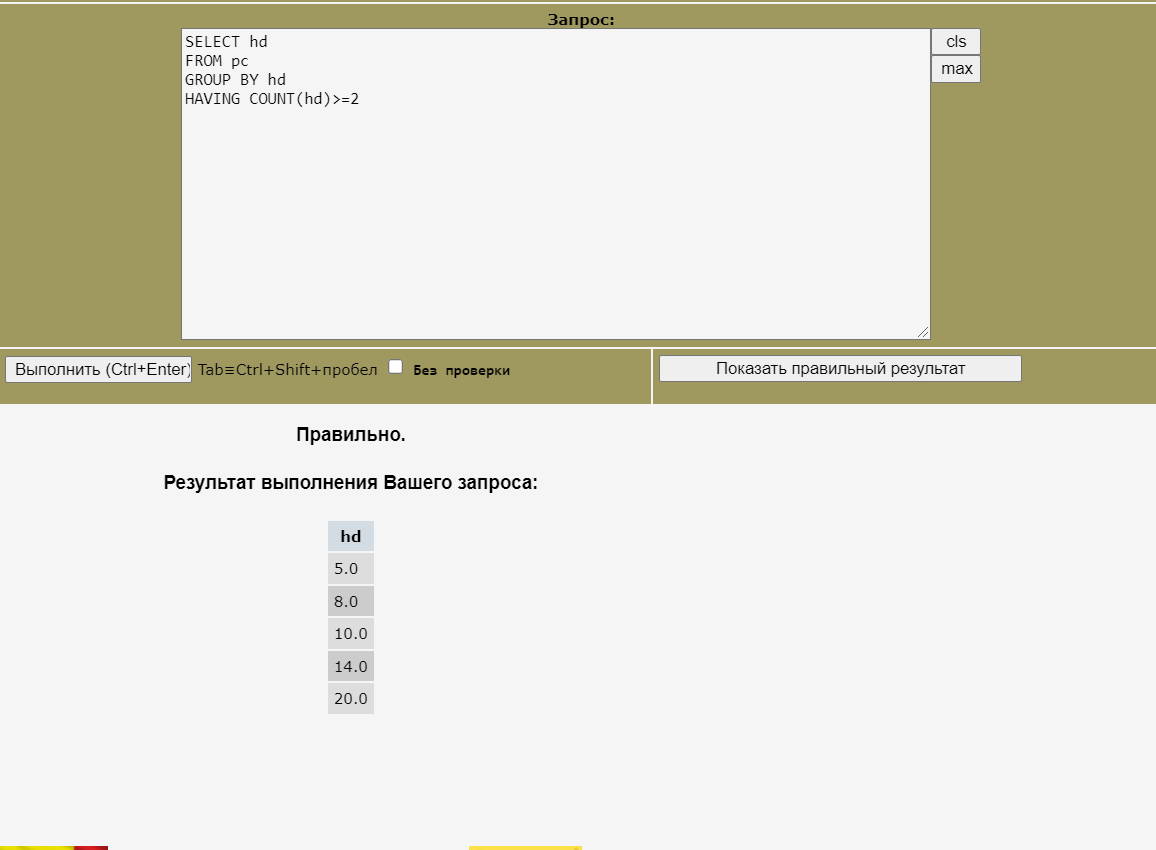 Запрос:
SELECT hd
FROM pc
GROUP BY hd
HAVING COUNT(hd)>=2
cls
max
Выполнить (Ctrl+Enter)
Tab≡Ctrl+Shift+пробел
Без проверки
Показать правильный результат
Правильно.
Результат выполнения Вашего запроса:
hd
5.0
8.0
10.0
14.0
20.0